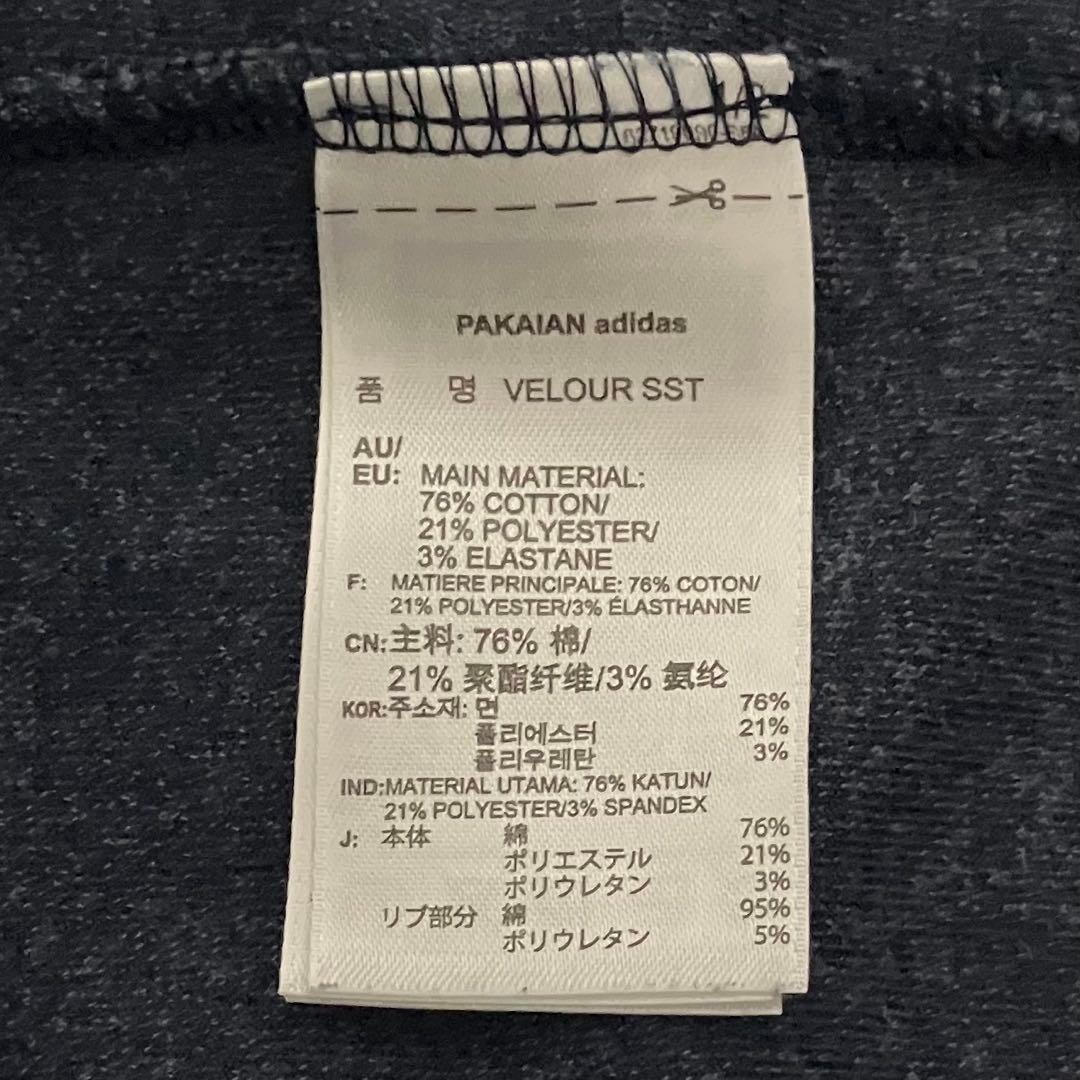 PAKAIAN adidas
품 명 VELOUR SST
AU/
EU: MAIN MATERIAL:
76% COTTON/
21% POLYESTER/
3% ELASTANE
F: MATIERE PRINCIPALE: 76% COTON/
21% POLYESTER/3% ÉLASTHANNE
CN:主料: 76% 棉/
21% 聚酯纤维/3% 氨纶
KOR:주소재: 면 76%
폴리에스터 21%
폴리우레탄 3%
IND:MATERIAL UTAMA: 76% KATUN/
21% POLYESTER/3% SPANDEX
J: 本体 綿 76%
ポリエステル 21%
ポリウレタン 3%
リブ部分 綿 95%
ポリウレタン 5%